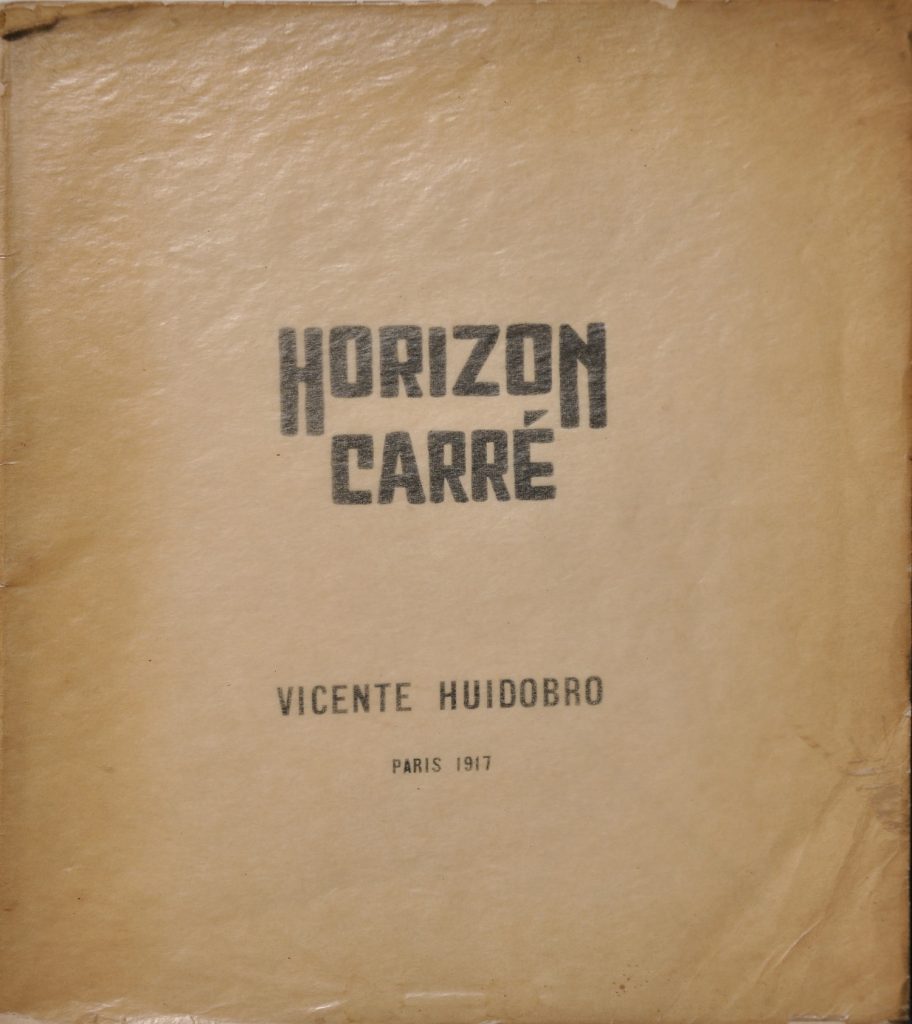 HORIZON
CARRÉ
VICENTE HUIDOBRO
PARIS 1917